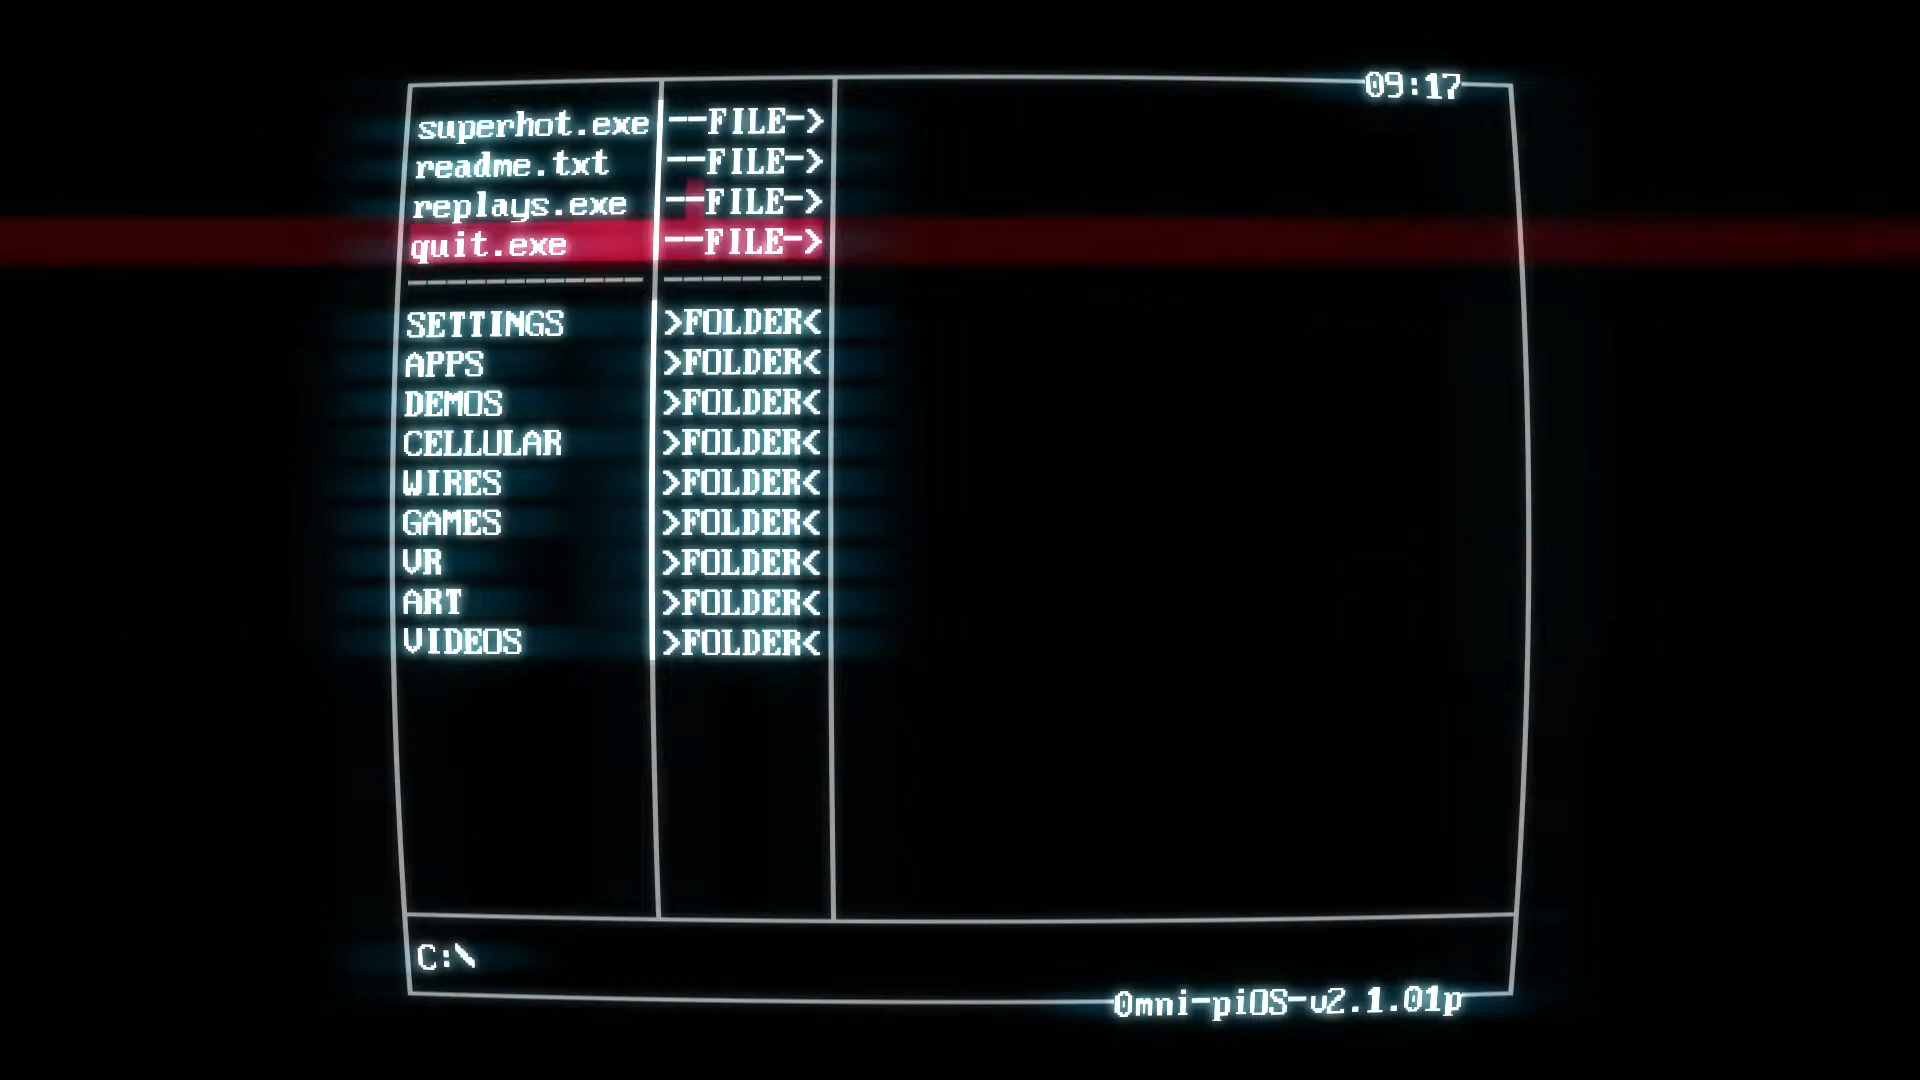 09:17
superhot.exe --FILE->
readme.txt --FILE->
replays.exe --FILE->
quit.exe --FILE->
SETTINGS >FOLDER<
APPS >FOLDER<
DEMOS >FOLDER<
CELLULAR >FOLDER<
WIRES >FOLDER<
GAMES >FOLDER<
VR >FOLDER<
ART >FOLDER<
VIDEOS >FOLDER<
C:\
Omni-piOS-v2.1.01p